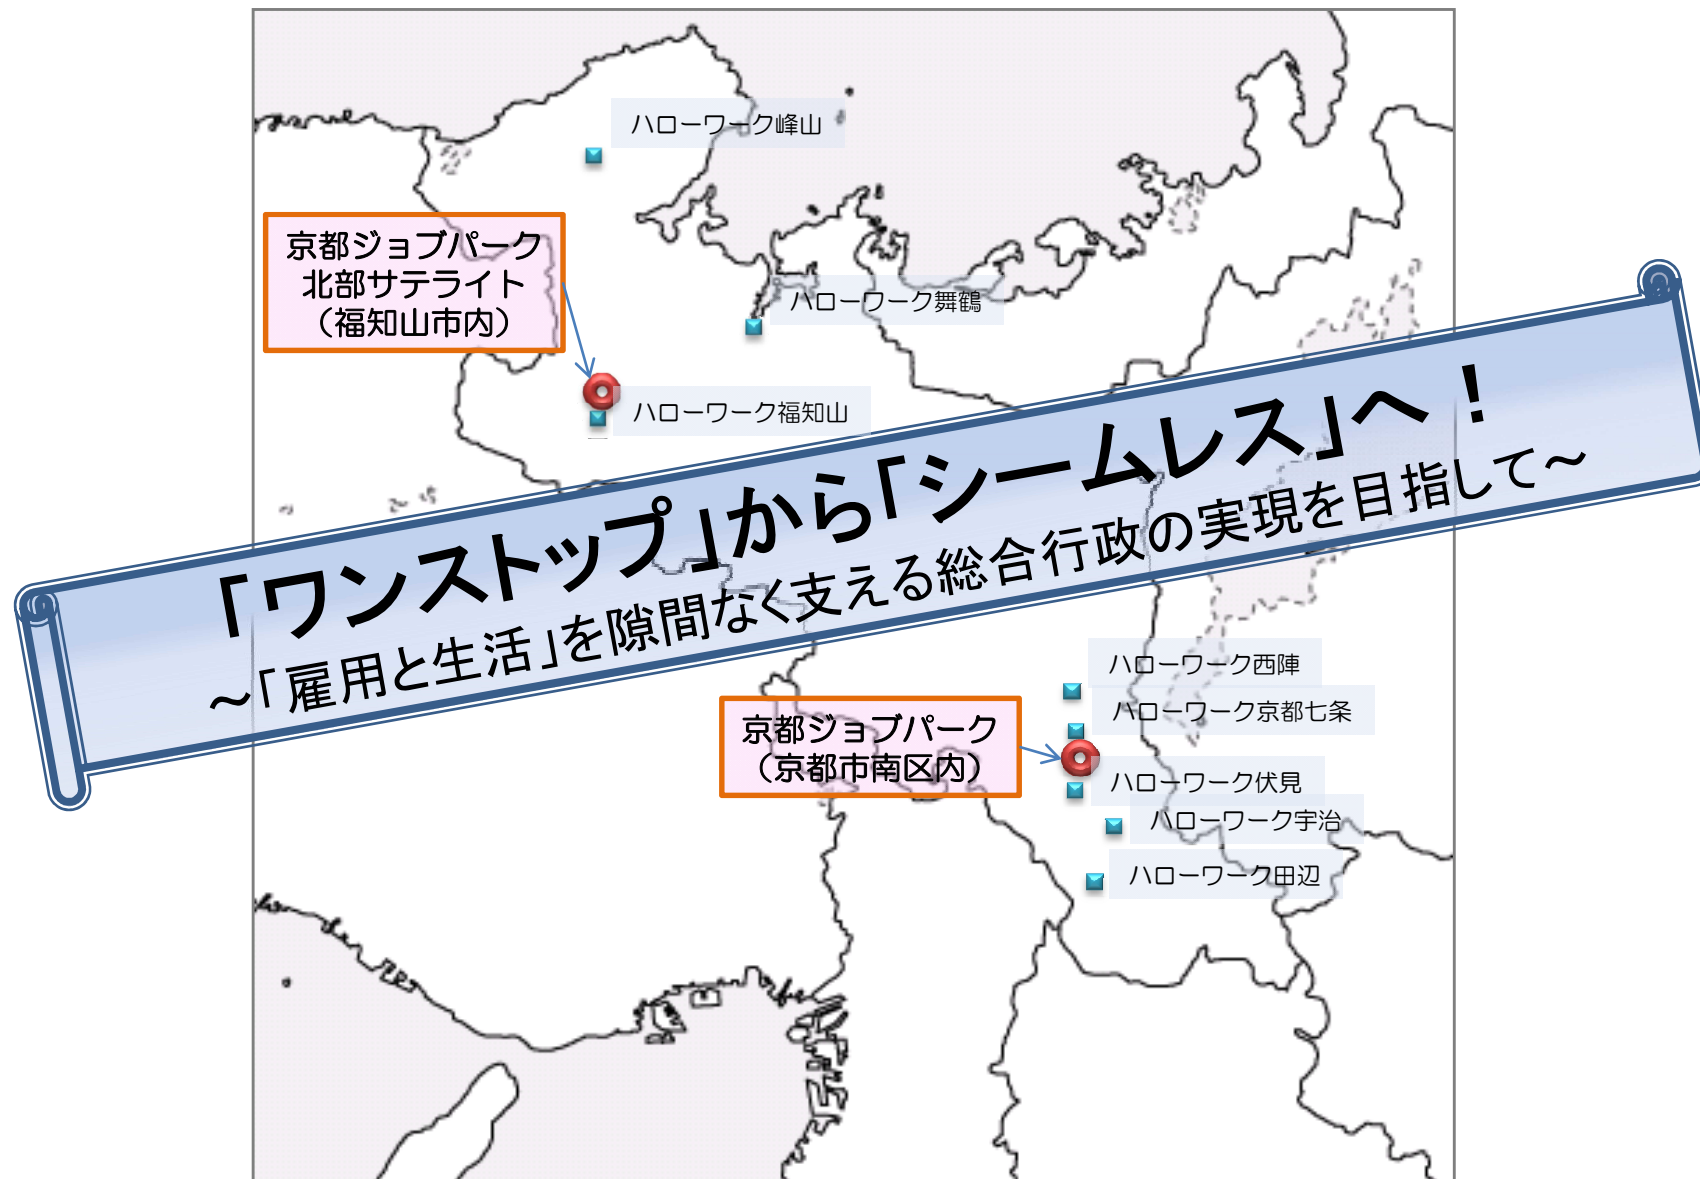 ハローワーク峰山
京都ジョブパーク
北部サテライト
（福知山市内）
ハローワーク舞鶴
ハローワーク福知山
「ワンストップ」から「シームレス」へ！
～「雇用と生活」を隙間なく支える総合行政の実現を目指して～
ハローワーク西陣
ハローワーク京都七条
京都ジョブパーク
（京都市南区内）
ハローワーク伏見
ハローワーク宇治
ハローワーク田辺